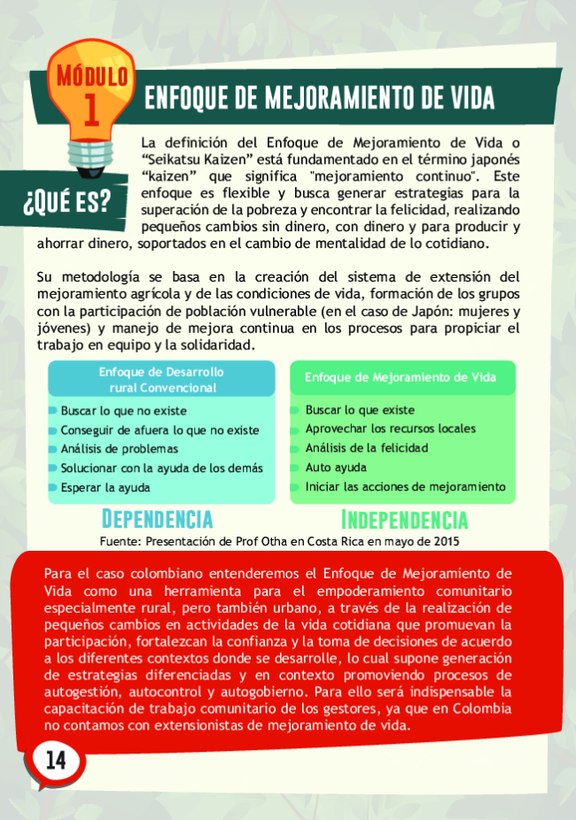 MÓDULO
1
ENFOQUE DE MEJORAMIENTO DE VIDA
¿QUÉ ES?
La definición del Enfoque de Mejoramiento de Vida o
“Seikatsu Kaizen” está fundamentado en el término japonés
“kaizen” que significa "mejoramiento continuo". Este
enfoque es flexible y busca generar estrategias para la
superación de la pobreza y encontrar la felicidad, realizando
pequeños cambios sin dinero, con dinero y para producir y
ahorrar dinero, soportados en el cambio de mentalidad de lo cotidiano.
Su metodología se basa en la creación del sistema de extensión del
mejoramiento agrícola y de las condiciones de vida, formación de los grupos
con la participación de población vulnerable (en el caso de Japón: mujeres y
jóvenes) y manejo de mejora continua en los procesos para propiciar el
trabajo en equipo y la solidaridad.
Enfoque de Desarrollo
rural Convencional
Buscar lo que no existe
Conseguir de afuera lo que no existe
Análisis de problemas
Solucionar con la ayuda de los demás
Esperar la ayuda
DEPENDENCIA
Enfoque de Mejoramiento de Vida
Buscar lo que existe
Aprovechar los recursos locales
Análisis de la felicidad
Auto ayuda
Iniciar las acciones de mejoramiento
INDEPENDENCIA
Fuente: Presentación de Prof Otha en Costa Rica en mayo de 2015
Para el caso colombiano entenderemos el Enfoque de Mejoramiento de
Vida como una herramienta para el empoderamiento comunitario
especialmente rural, pero también urbano, a través de la realización de
pequeños cambios en actividades de la vida cotidiana que promuevan la
participación, fortalezcan la confianza y la toma de decisiones de acuerdo
a los diferentes contextos donde se desarrolle, lo cual supone generación
de estrategias diferenciadas y en contexto promoviendo procesos de
autogestión, autocontrol y autogobierno. Para ello será indispensable la
capacitación de trabajo comunitario de los gestores, ya que en Colombia
no contamos con extensionistas de mejoramiento de vida.
14